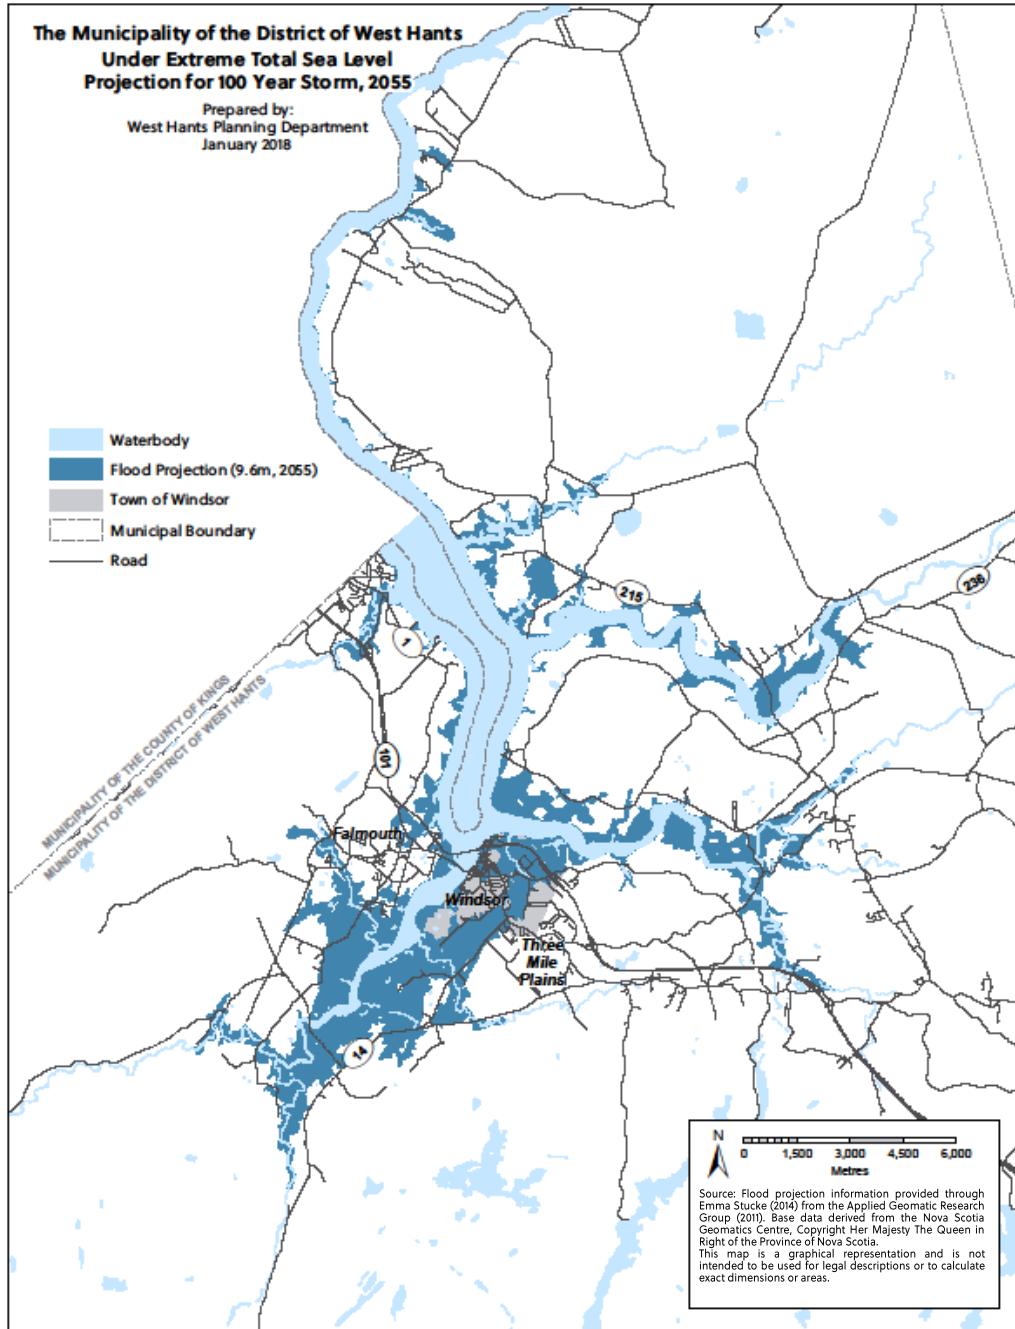 The Municipality of the District of West Hants
Under Extreme Total Sea Level
Projection for 100 Year Storm, 2055
Prepared by:
West Hants Planning Department
January 2018
Waterbody
Flood Projection (9.6m, 2055)
Town of Windsor
Municipal Boundary
Road
215
236
1
MUNICIPALITY OF THE COUNTY OF KINGS
MUNICIPALITY OF THE DISTRICT OF WEST HANTS
101
Falmouth
Windsor
Three
Mile
Plains
14
N
0 1,500 3,000 4,500 6,000
Metres
Source: Flood projection information provided through
Emma Stucke (2014) from the Applied Geomatic Research
Group (2011). Base data derived from the Nova Scotia
Geomatics Centre, Copyright Her Majesty The Queen in
Right of the Province of Nova Scotia.
This map is a graphical representation and is not
intended to be used for legal descriptions or to calculate
exact dimensions or areas.